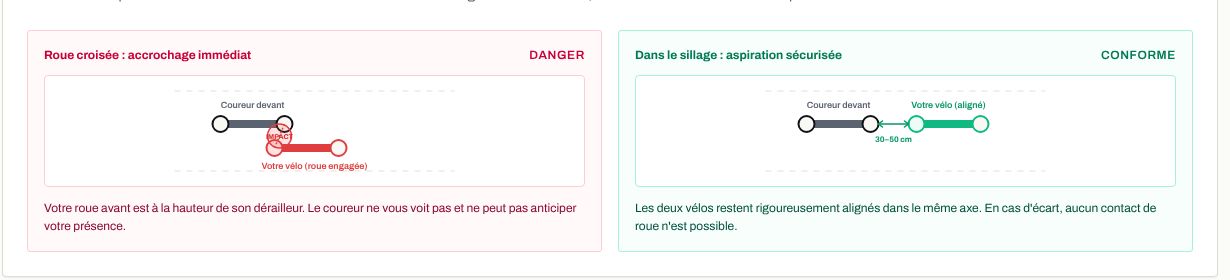 Roue croisée : accrochage immédiat
DANGER
Coureur devant
IMPACT
Votre vélo (roue engagée)
Votre roue avant est à la hauteur de son dérailleur. Le coureur ne vous voit pas et ne peut pas anticiper
votre présence.
Dans le sillage : aspiration sécurisée
CONFORME
Coureur devant
Votre vélo (aligné)
30–50 cm
Les deux vélos restent rigoureusement alignés dans le même axe. En cas d'écart, aucun contact de
roue n'est possible.